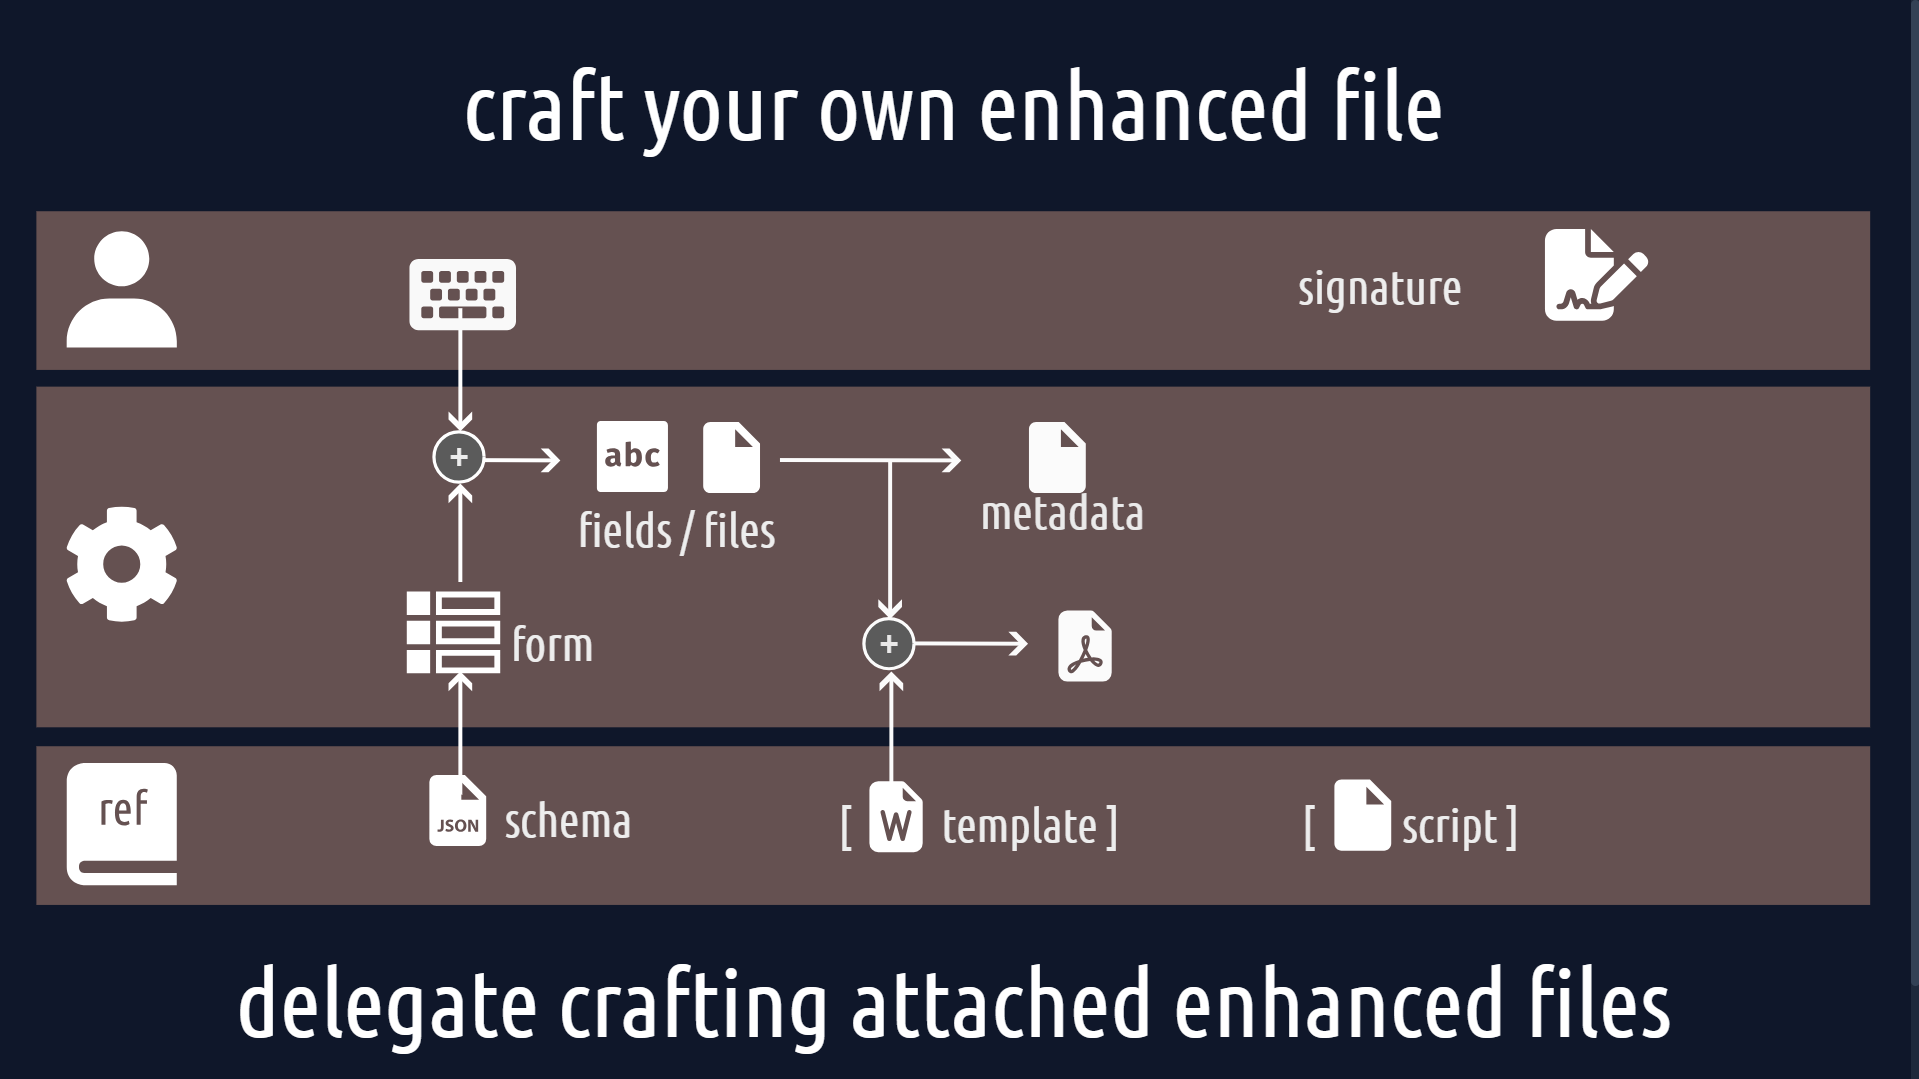 craft your own enhanced file
signature
+
abc
fields / files
metadata
form
+
ref
JSON
schema
[ W template ]
[ script ]
delegate crafting attached enhanced files